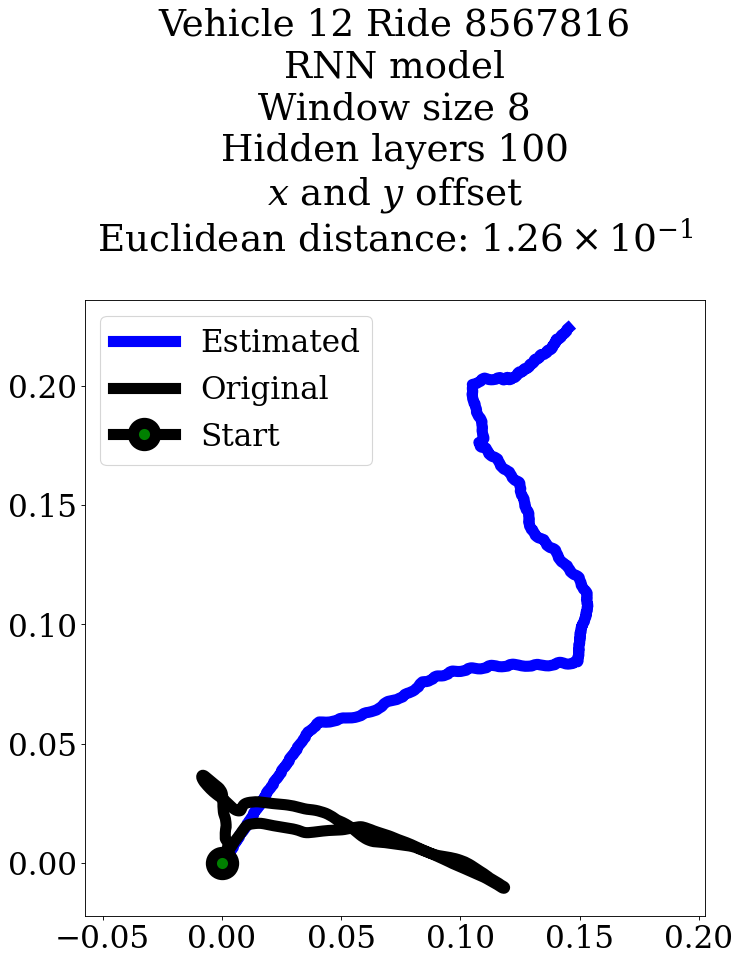 Vehicle 12 Ride 8567816
RNN model
Window size 8
Hidden layers 100
x and y offset
Euclidean distance: 1.26 × 10⁻¹
Estimated
Original
Start
0.20
0.15
0.10
0.05
0.00
−0.05 0.00 0.05 0.10 0.15 0.20